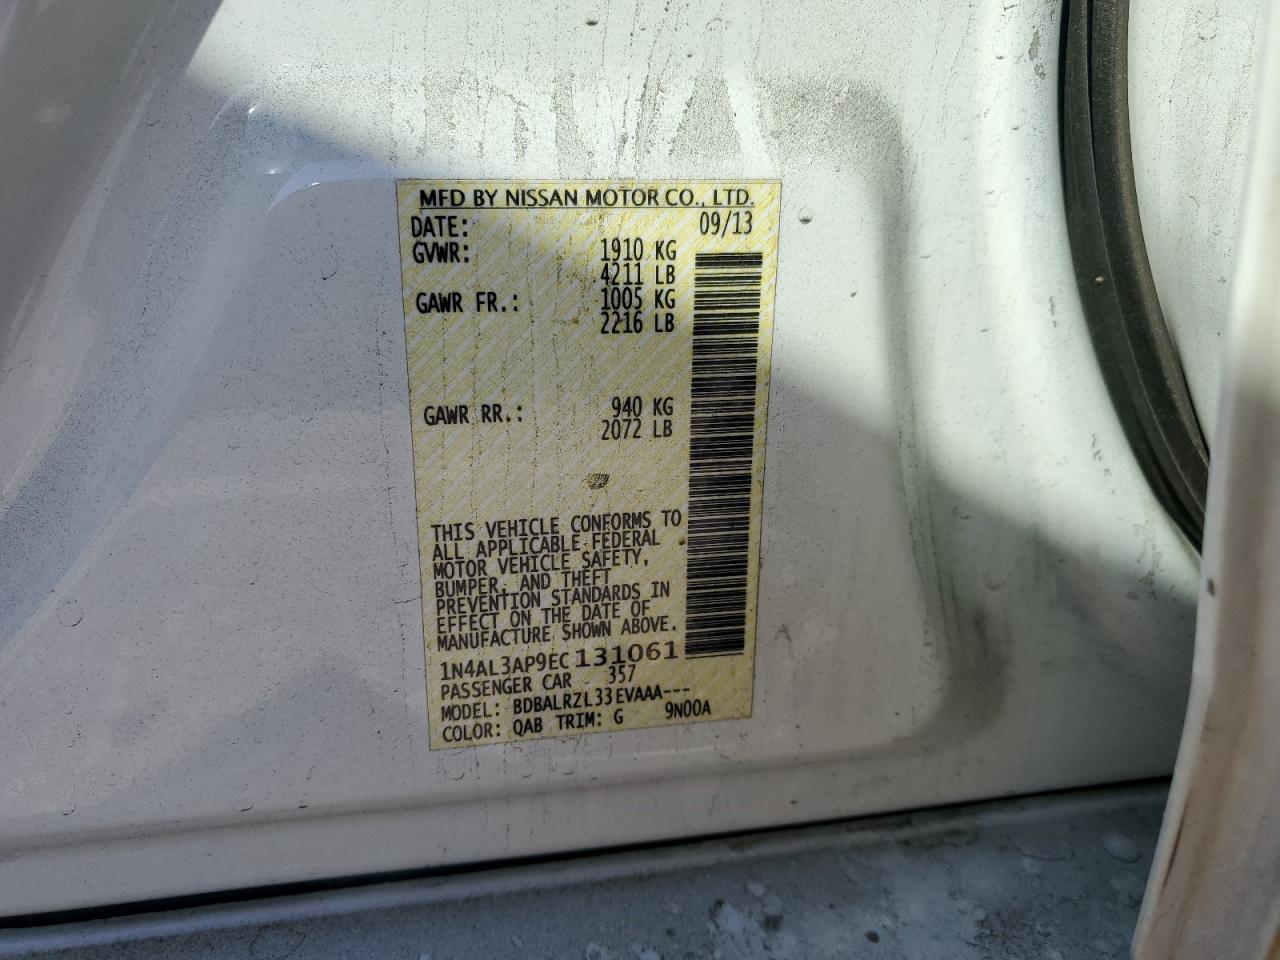 MFD BY NISSAN MOTOR CO., LTD.
DATE: 09/13
GVWR: 1910 KG
4211 LB
GAWR FR.: 1005 KG
2216 LB
GAWR RR.: 940 KG
2072 LB
THIS VEHICLE CONFORMS TO
ALL APPLICABLE FEDERAL
MOTOR VEHICLE SAFETY,
BUMPER, AND THEFT
PREVENTION STANDARDS IN
EFFECT ON THE DATE OF
MANUFACTURE SHOWN ABOVE.
1N4AL3AP9EC131061
PASSENGER CAR 357
MODEL: BDBALRZL33EVAAA---
COLOR: QAB TRIM: G 9N00A